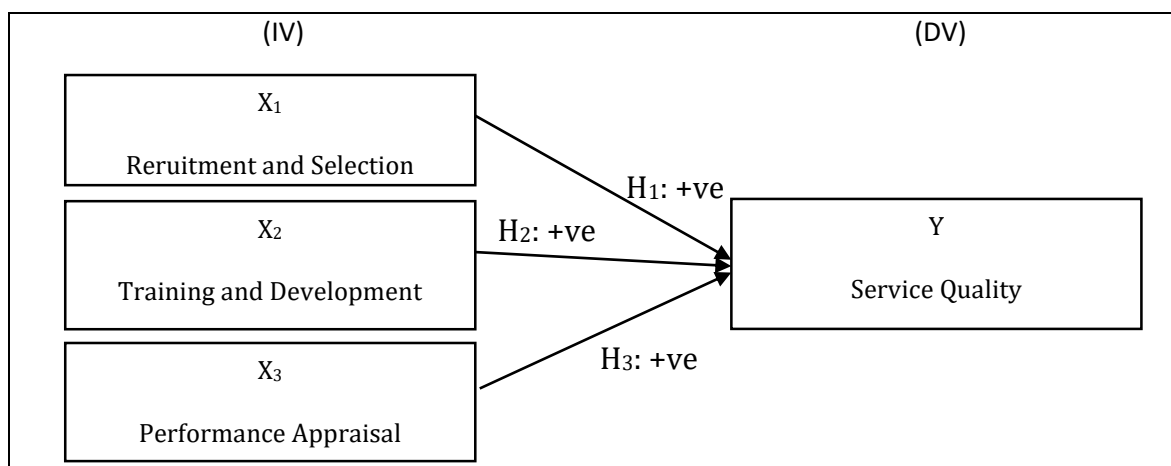 (IV)
(DV)
X₁
Reruitment and Selection
H₁: +ve
X₂
Training and Development
H₂: +ve
Y
Service Quality
X₃
Performance Appraisal
H₃: +ve